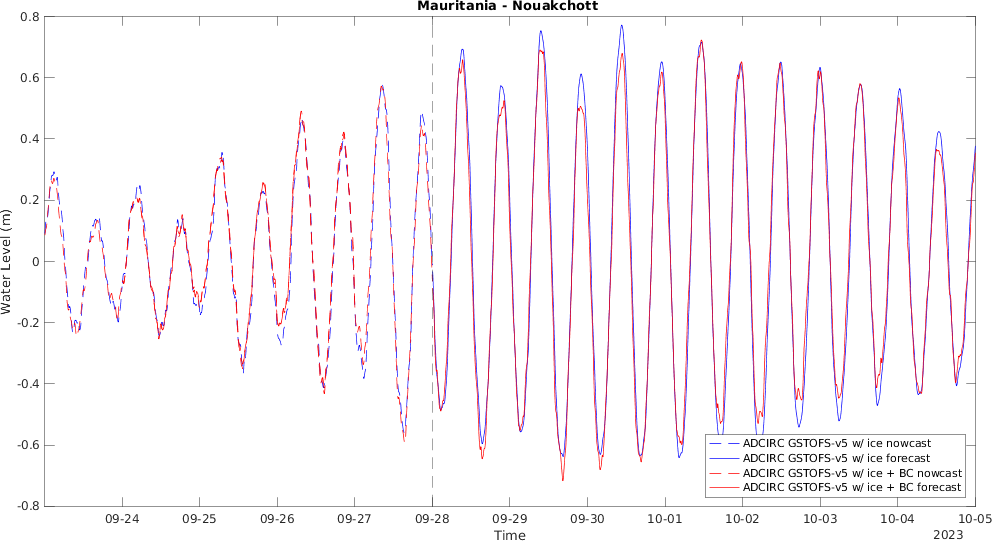 Mauritania - Nouakchott
0.8
0.6
0.4
0.2
0
-0.2
-0.4
-0.6
-0.8
Water Level (m)
ADCIRC GSTOFS-v5 w/ ice nowcast
ADCIRC GSTOFS-v5 w/ ice forecast
ADCIRC GSTOFS-v5 w/ ice + BC nowcast
ADCIRC GSTOFS-v5 w/ ice + BC forecast
09-24 09-25 09-26 09-27 09-28 09-29 09-30 10-01 10-02 10-03 10-04 10-05
Time
2023